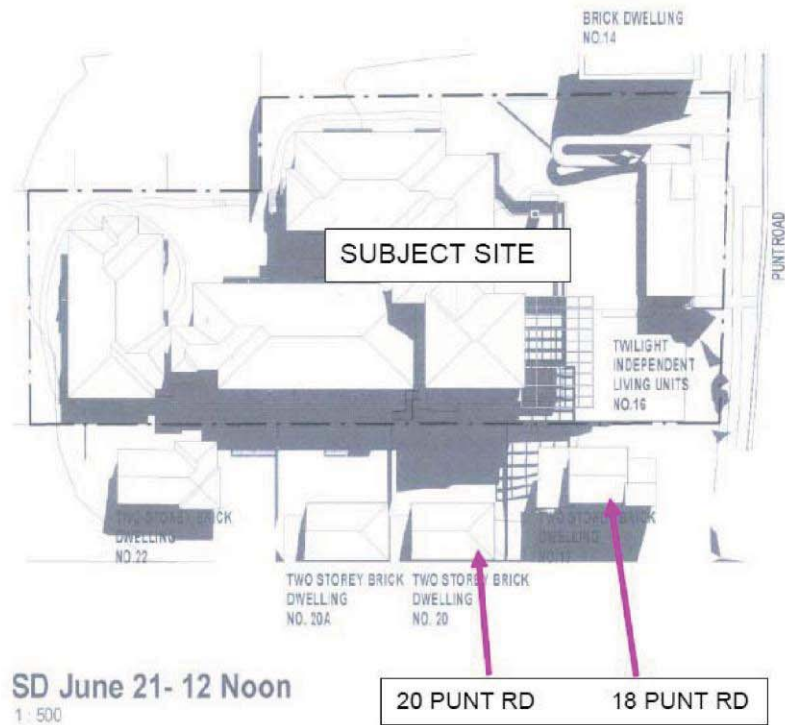 BRICK DWELLING
NO.14
SUBJECT SITE
PUNT ROAD
TWILIGHT
INDEPENDENT
LIVING UNITS
NO.16
TWO STOREY BRICK
DWELLING
NO.22
TWO STOREY BRICK
DWELLING
TWO STOREY BRICK
DWELLING
NO. 20A
TWO STOREY BRICK
DWELLING
NO. 20
SD June 21- 12 Noon
1 : 500
20 PUNT RD
18 PUNT RD